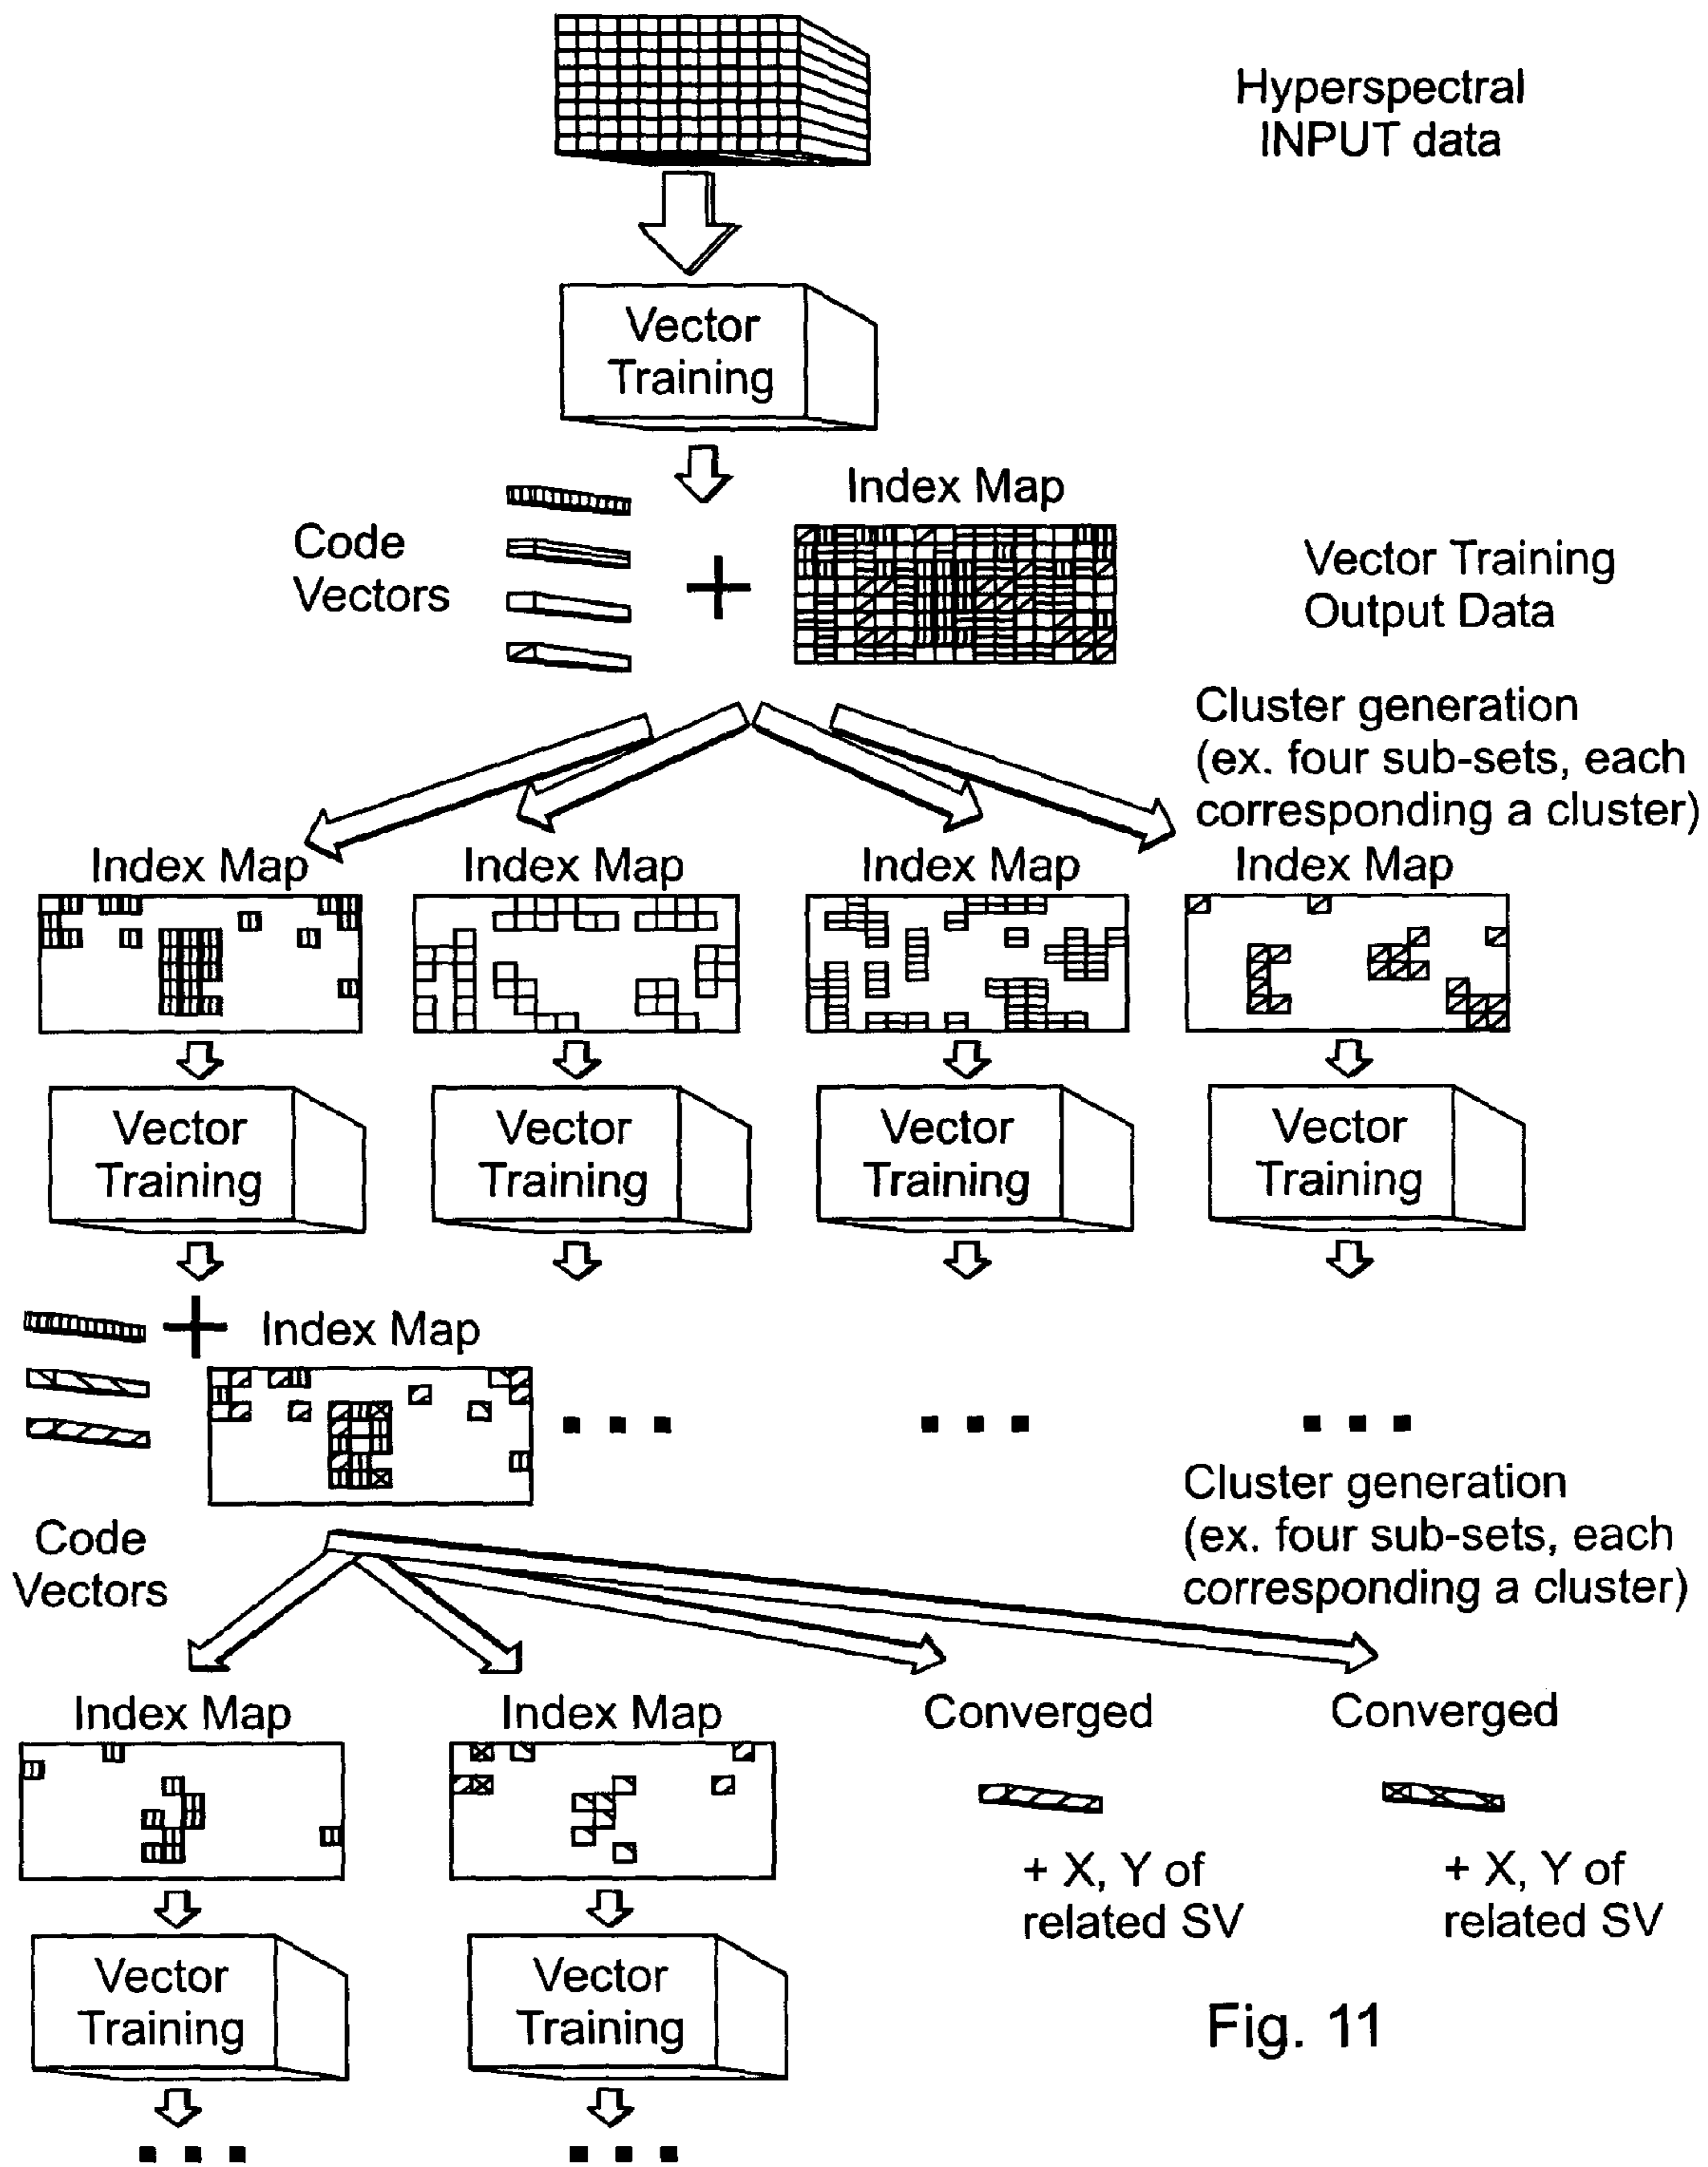 Hyperspectral
INPUT data
Vector
Training
Index Map
Code
Vectors
+
Vector Training
Output Data
Cluster generation
(ex. four sub-sets, each
corresponding a cluster)
Index Map
Index Map
Index Map
Index Map
Vector
Training
Vector
Training
Vector
Training
Vector
Training
+
Index Map
Code
Vectors
Cluster generation
(ex. four sub-sets, each
corresponding a cluster)
Index Map
Index Map
Converged
Converged
+ X, Y of
related SV
+ X, Y of
related SV
Vector
Training
Vector
Training
Fig. 11